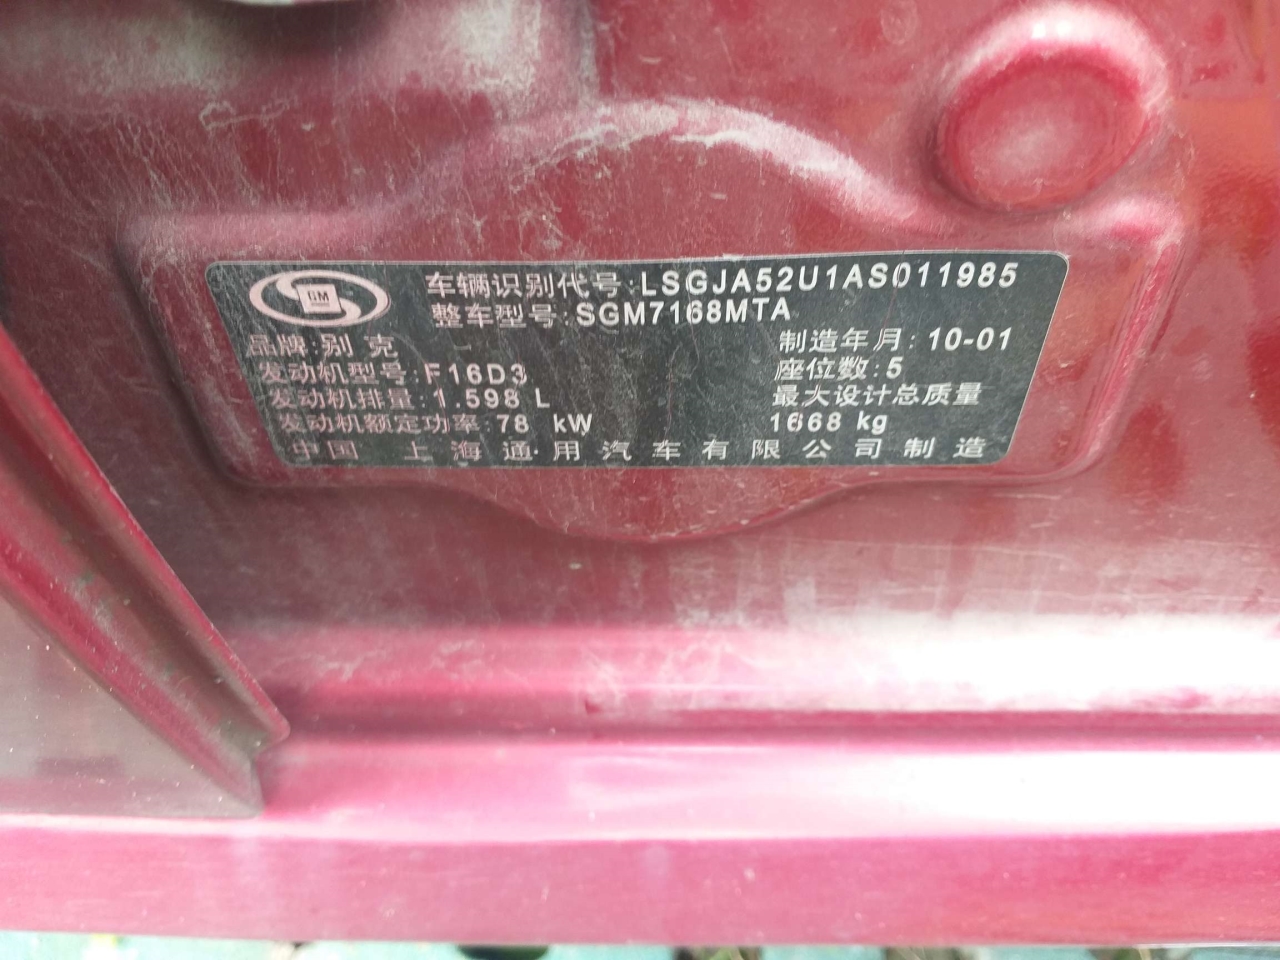 GM
车辆识别代号:LSGJA52U1AS011985
整车型号:SGM7168MTA
品牌:别克
制造年月:10-01
发动机型号:F16D3
座位数:5
发动机排量:1.598 L
最大设计总质量
发动机额定功率:78 kW
1668 kg
中国 上海通用汽车有限公司制造